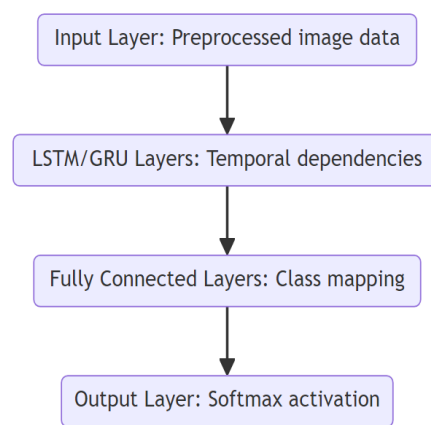 Input Layer: Preprocessed image data
LSTM/GRU Layers: Temporal dependencies
Fully Connected Layers: Class mapping
Output Layer: Softmax activation